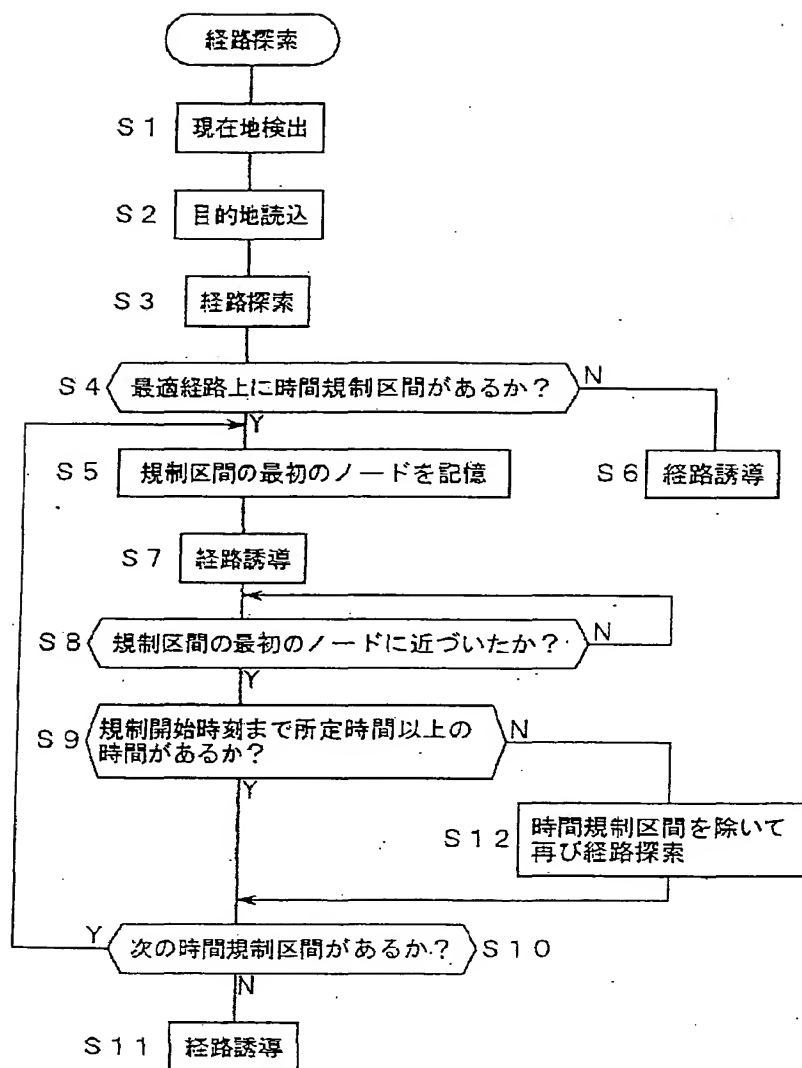 経路探索
S1 現在地検出
S2 目的地読込
S3 経路探索
S4 最適経路上に時間規制区間があるか？ N
Y
S5 規制区間の最初のノードを記憶
S6 経路誘導
S7 経路誘導
S8 規制区間の最初のノードに近づいたか？ N
Y
S9 規制開始時刻まで所定時間以上の
時間があるか？
N
Y
S12 時間規制区間を除いて
再び経路探索
Y 次の時間規制区間があるか？ S10
N
S11 経路誘導